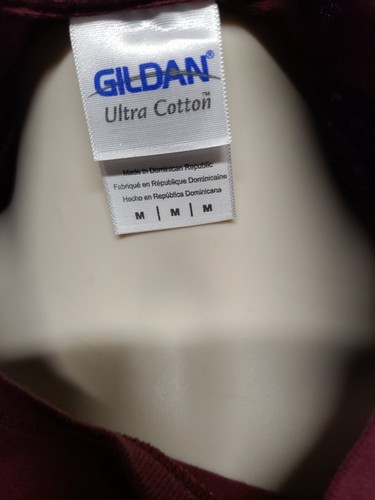 GILDAN®
Ultra Cotton™
Made in Dominican Republic
Fabriqué en République Dominicaine
Hecho en República Dominicana
M | M | M